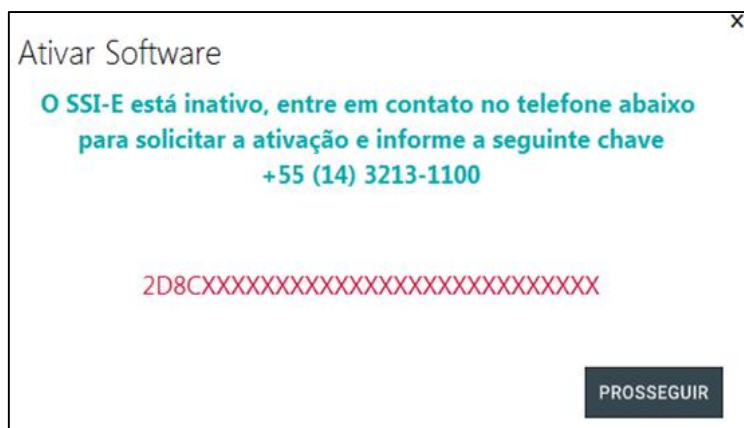 X
Ativar Software
O SSI-E está inativo, entre em contato no telefone abaixo
para solicitar a ativação e informe a seguinte chave
+55 (14) 3213-1100
2D8CXXXXXXXXXXXXXXXXXXXXXXXXXXX
PROSSEGUIR